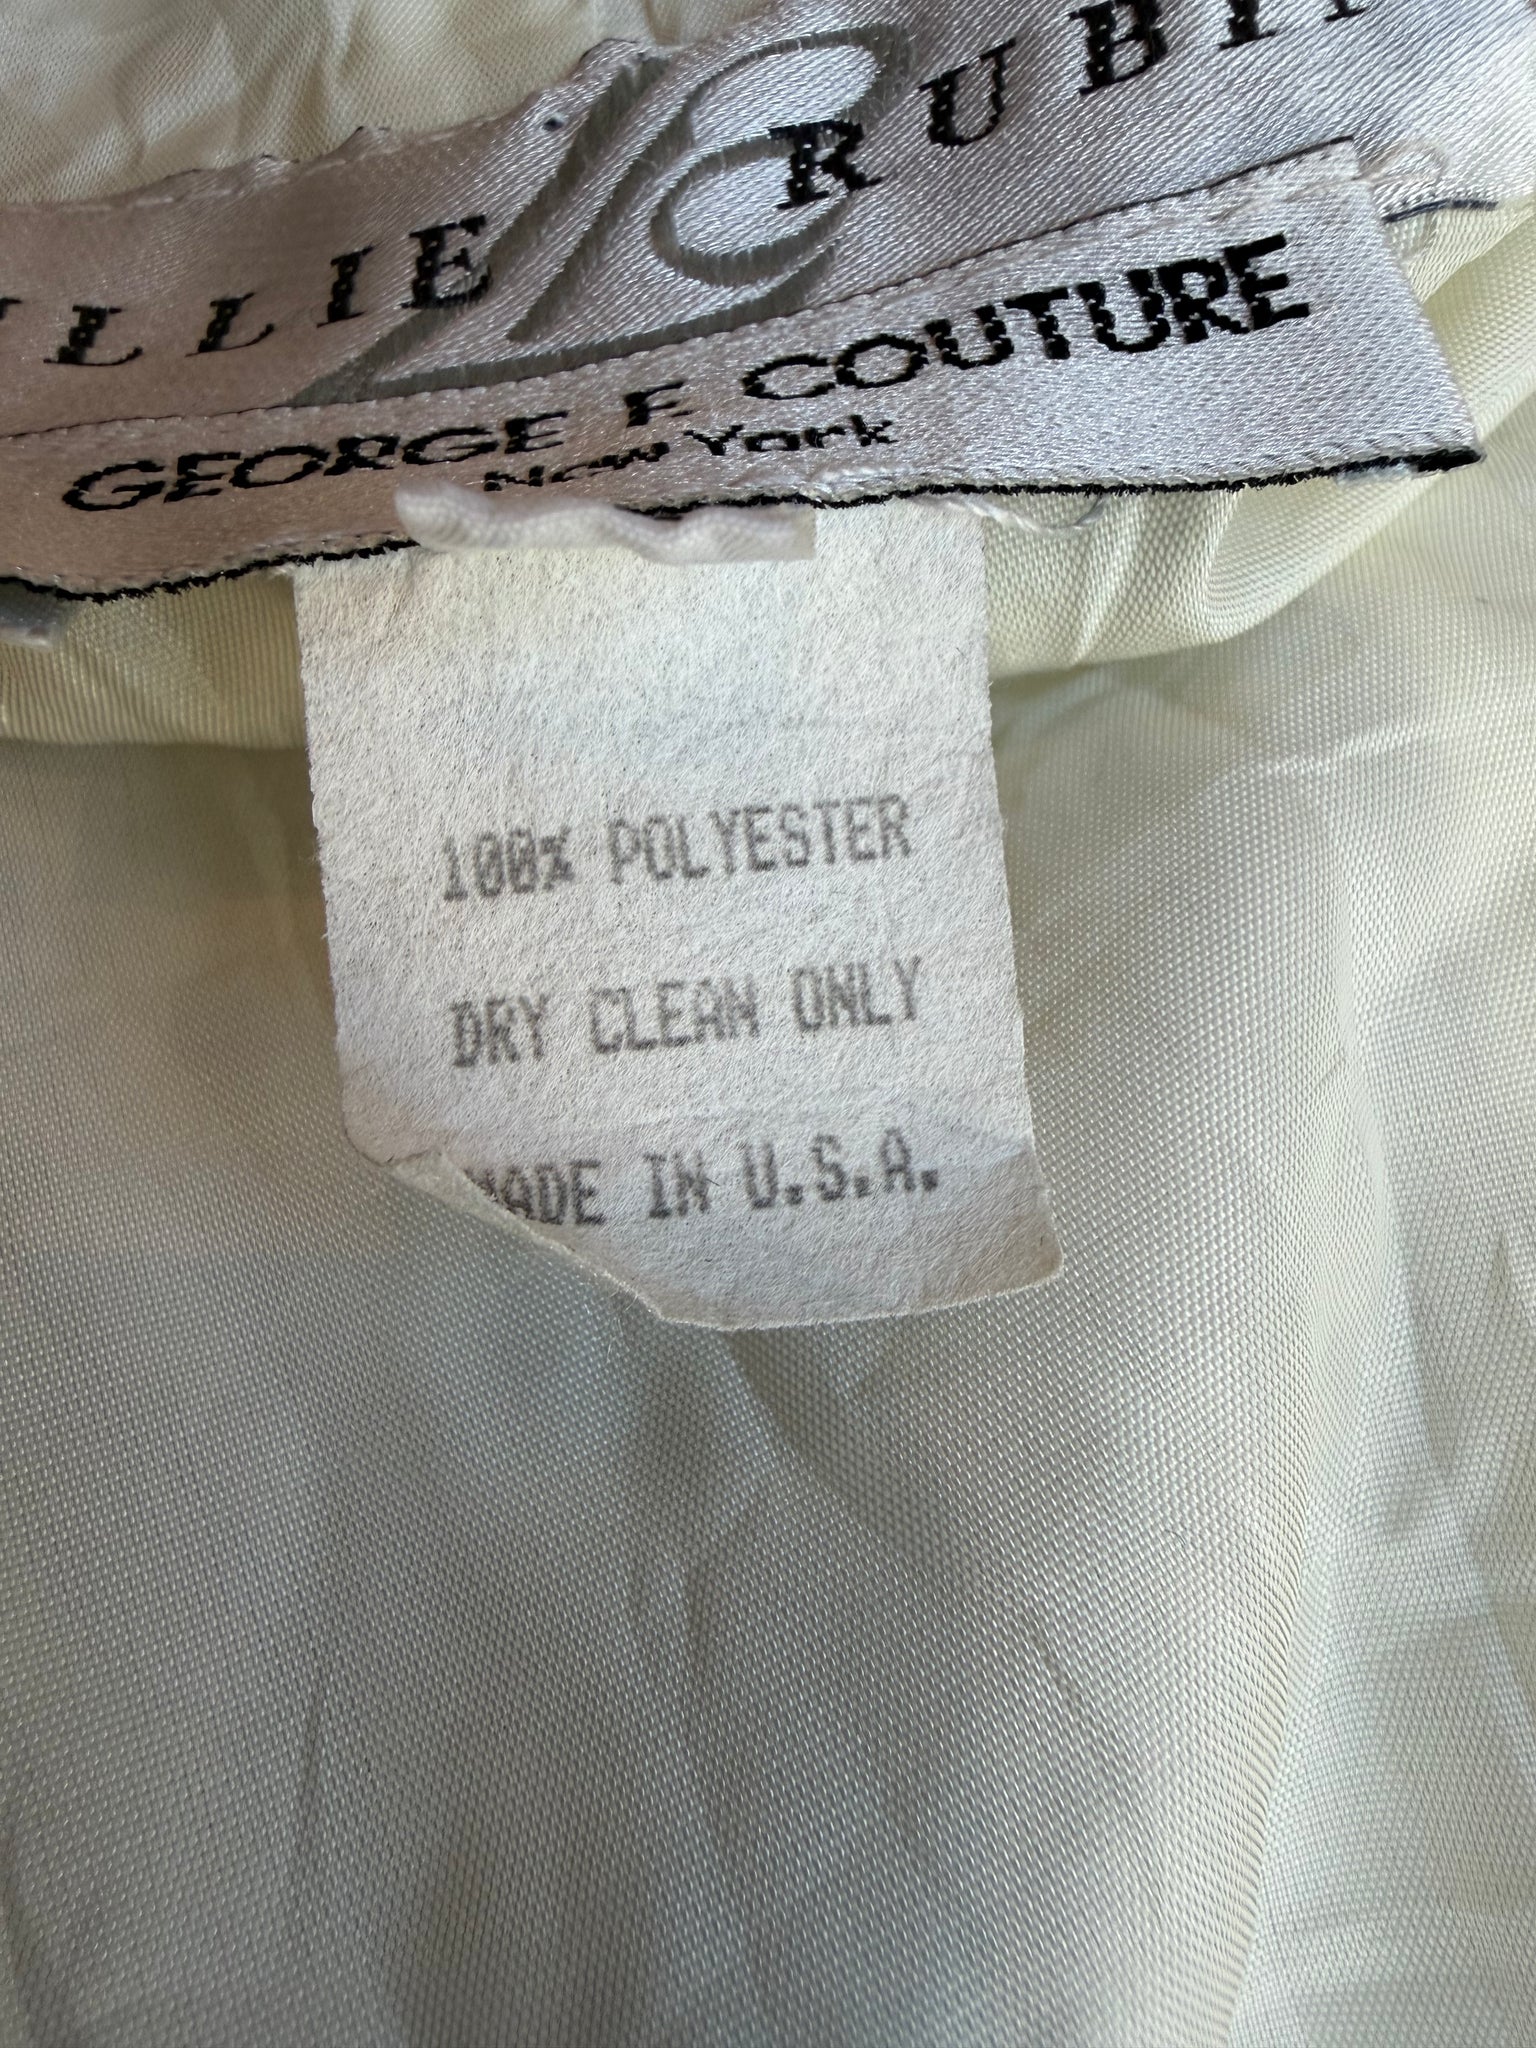 LLIE RUBI
GEORGE F. COUTURE
New York
100% POLYESTER
DRY CLEAN ONLY
MADE IN U.S.A.